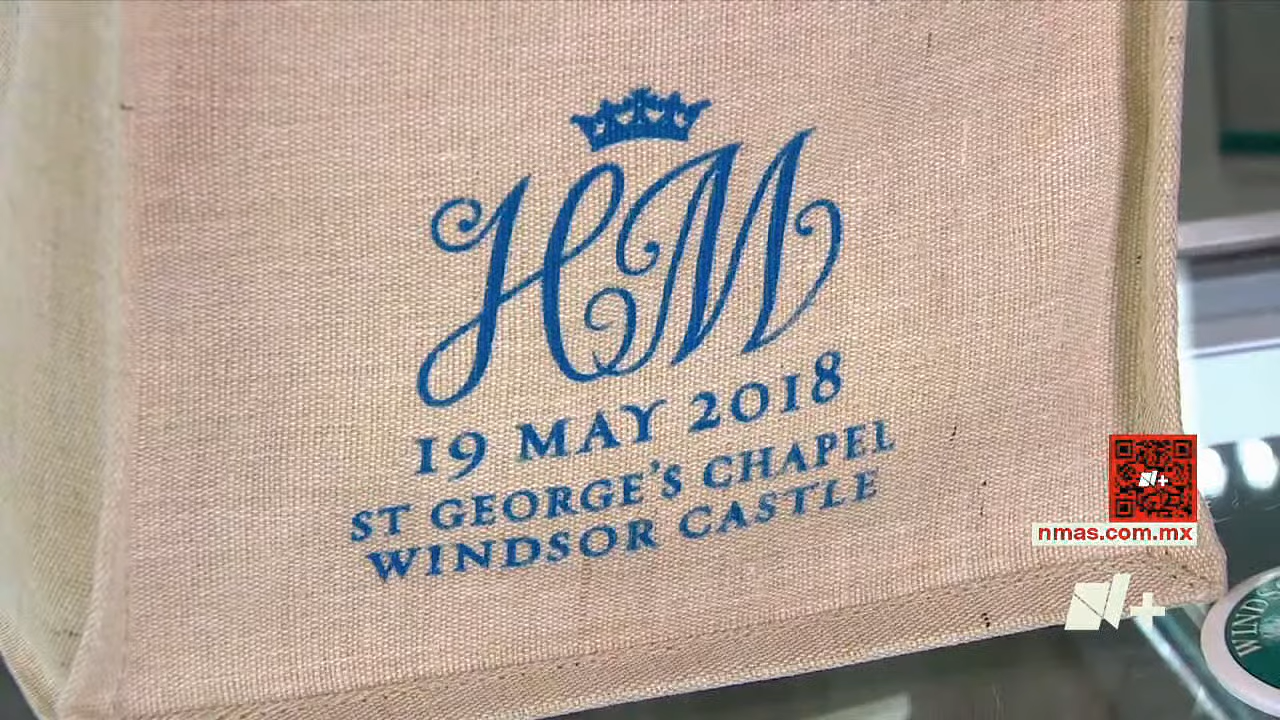 HM
19 MAY 2018
ST GEORGE'S CHAPEL
WINDSOR CASTLE
nmas.com.mx
N+